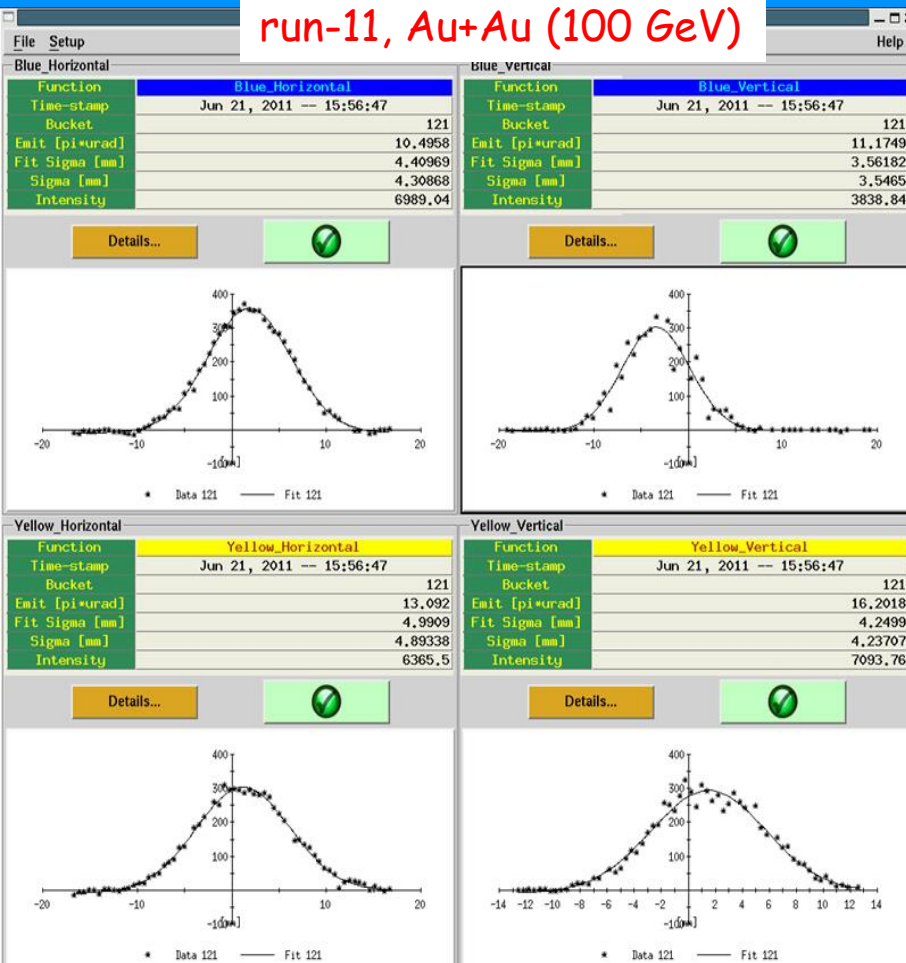 run-11, Au+Au (100 GeV)
File Setup
Help
Blue_Horizontal
Function Blue_Horizontal
Time-stamp Jun 21, 2011 -- 15:56:47
Bucket 121
Emit [pi*urad] 10.4958
Fit Sigma [mm] 4.40969
Sigma [mm] 4.30868
Intensity 6989.04
Details...
400
300
200
100
-20 -10 10 20
Data 121 Fit 121
Blue_Vertical
Function Blue_Vertical
Time-stamp Jun 21, 2011 -- 15:56:47
Bucket 121
Emit [pi*urad] 11.1749
Fit Sigma [mm] 3.56182
Sigma [mm] 3.5465
Intensity 3838.84
Details...
400
300
200
100
-20 -10 10 20
Data 121 Fit 121
Yellow_Horizontal
Function Yellow_Horizontal
Time-stamp Jun 21, 2011 -- 15:56:47
Bucket 121
Emit [pi*urad] 13.092
Fit Sigma [mm] 4.9909
Sigma [mm] 4.89338
Intensity 6365.5
Details...
400
300
200
100
-20 -10 10 20
Data 121 Fit 121
Yellow_Vertical
Function Yellow_Vertical
Time-stamp Jun 21, 2011 -- 15:56:47
Bucket 121
Emit [pi*urad] 16.2018
Fit Sigma [mm] 4.2499
Sigma [mm] 4.23707
Intensity 7093.76
Details...
400
300
200
100
-14 -12 -10 -8 -6 -4 -2 2 4 6 8 10 12 14
Data 121 Fit 121